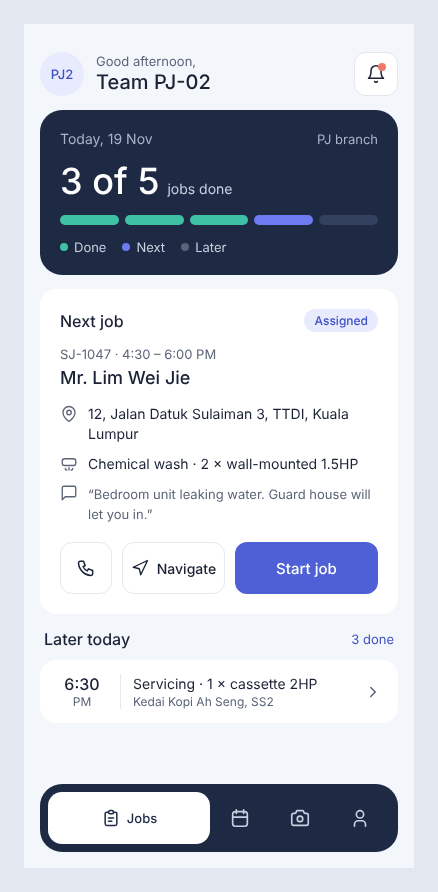 PJ2
Good afternoon,
Team PJ-02
Today, 19 Nov
PJ branch
3 of 5 jobs done
Done
Next
Later
Next job
Assigned
SJ-1047 · 4:30 – 6:00 PM
Mr. Lim Wei Jie
12, Jalan Datuk Sulaiman 3, TTDI, Kuala
Lumpur
Chemical wash · 2 × wall-mounted 1.5HP
“Bedroom unit leaking water. Guard house will
let you in.”
Navigate
Start job
Later today
3 done
6:30
PM
Servicing · 1 × cassette 2HP
Kedai Kopi Ah Seng, SS2
Jobs